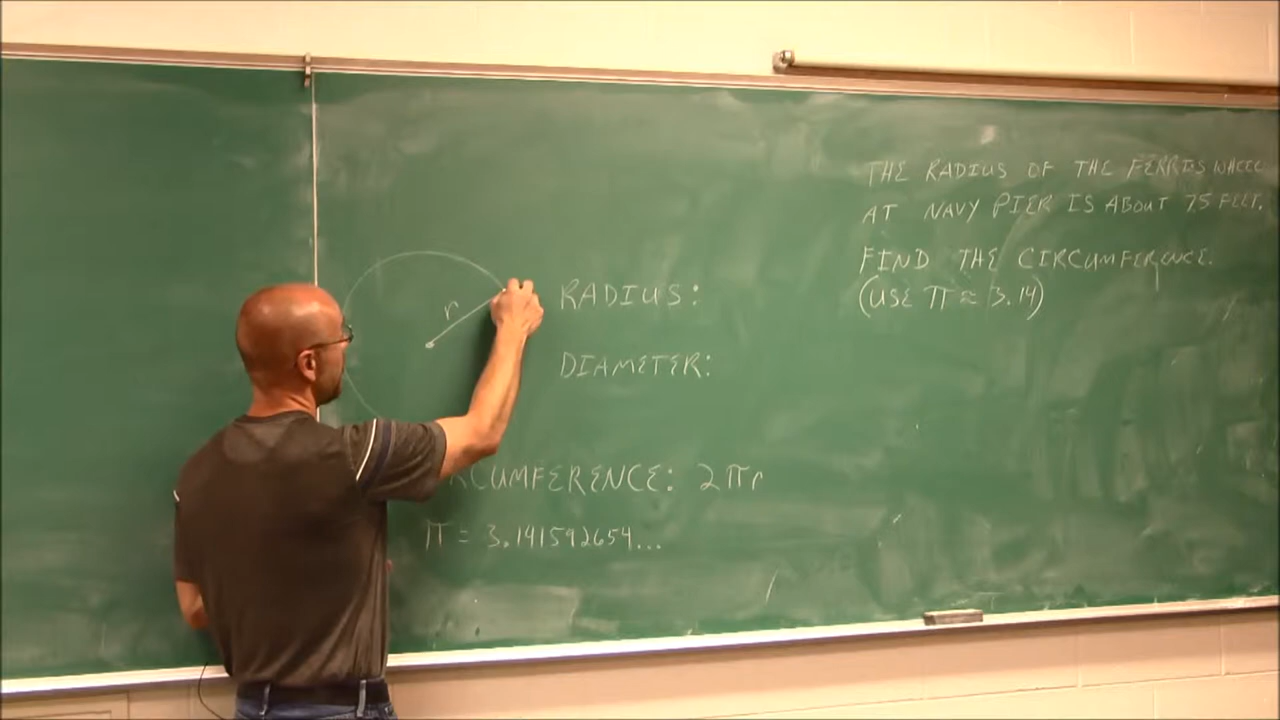 r
RADIUS:
DIAMETER:
RCUMFERENCE: 2πr
π = 3.141592654...
THE RADIUS OF THE FERRIS WHEEL
AT NAVY PIER IS ABOUT 75 FEET.
FIND THE CIRCUMFERENCE.
(USE π ≈ 3.14)